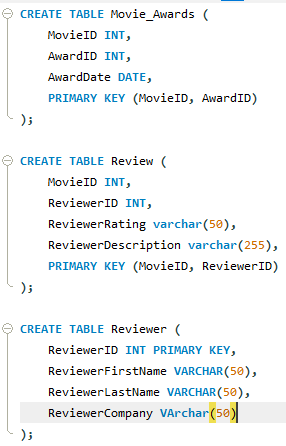 CREATE TABLE Movie_Awards (
    MovieID INT,
    AwardID INT,
    AwardDate DATE,
    PRIMARY KEY (MovieID, AwardID)
);
CREATE TABLE Review (
    MovieID INT,
    ReviewerID INT,
    ReviewerRating varchar(50),
    ReviewerDescription varchar(255),
    PRIMARY KEY (MovieID, ReviewerID)
);
CREATE TABLE Reviewer (
    ReviewerID INT PRIMARY KEY,
    ReviewerFirstName VARCHAR(50),
    ReviewerLastName VARCHAR(50),
    ReviewerCompany VArchar(50)
);